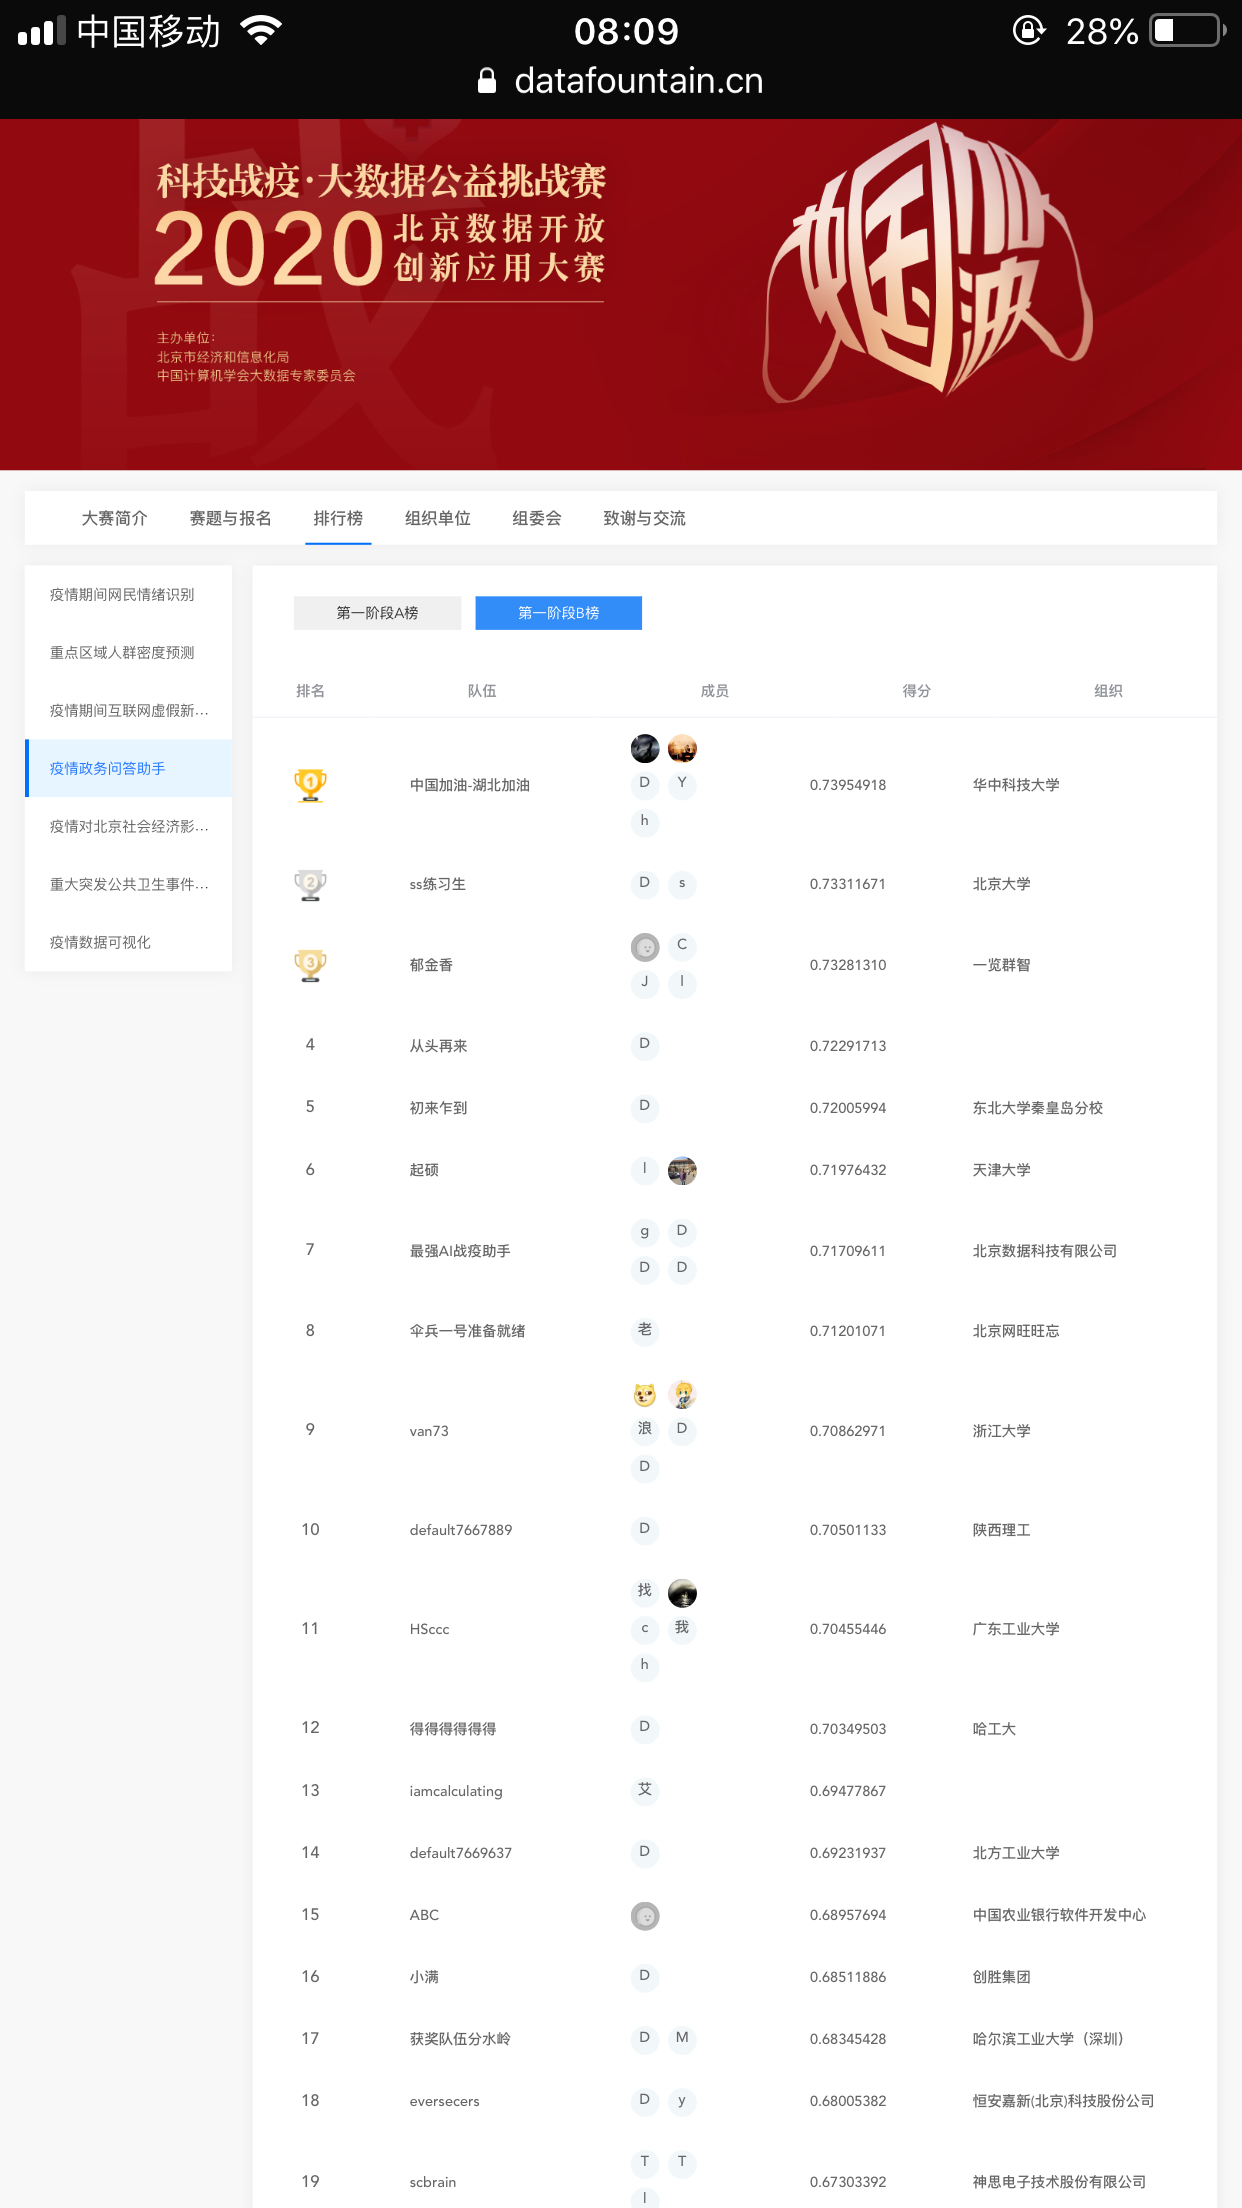 中国移动
08:09
28%
datafountain.cn
科技战疫·大数据公益挑战赛
2020
北京数据开放
创新应用大赛
主办单位:
北京市经济和信息化局
中国计算机学会大数据专家委员会
大赛简介 赛题与报名 排行榜 组织单位 组委会 致谢与交流
疫情期间网民情绪识别
重点区域人群密度预测
疫情期间互联网虚假新...
疫情政务问答助手
疫情对北京社会经济影...
重大突发公共卫生事件...
疫情数据可视化
第一阶段A榜 第一阶段B榜
排名 队伍 成员 得分 组织
1 中国加油-湖北加油 D Y h 0.73954918 华中科技大学
2 ss练习生 D s 0.73311671 北京大学
3 郁金香 C J l 0.73281310 一览群智
4 从头再来 D 0.72291713
5 初来乍到 D 0.72005994 东北大学秦皇岛分校
6 起硕 l 0.71976432 天津大学
7 最强AI战疫助手 g D D D 0.71709611 北京数据科技有限公司
8 伞兵一号准备就绪 老 0.71201071 北京网旺旺忘
9 van73 浪 D D 0.70862971 浙江大学
10 default7667889 D 0.70501133 陕西理工
11 HSccc 找 c 我 h 0.70455446 广东工业大学
12 得得得得得得 D 0.70349503 哈工大
13 iamcalculating 艾 0.69477867
14 default7669637 D 0.69231937 北方工业大学
15 ABC 0.68957694 中国农业银行软件开发中心
16 小满 D 0.68511886 创胜集团
17 获奖队伍分水岭 D M 0.68345428 哈尔滨工业大学（深圳）
18 eversecers D y 0.68005382 恒安嘉新(北京)科技股份公司
19 scbrain T T l 0.67303392 神思电子技术股份有限公司